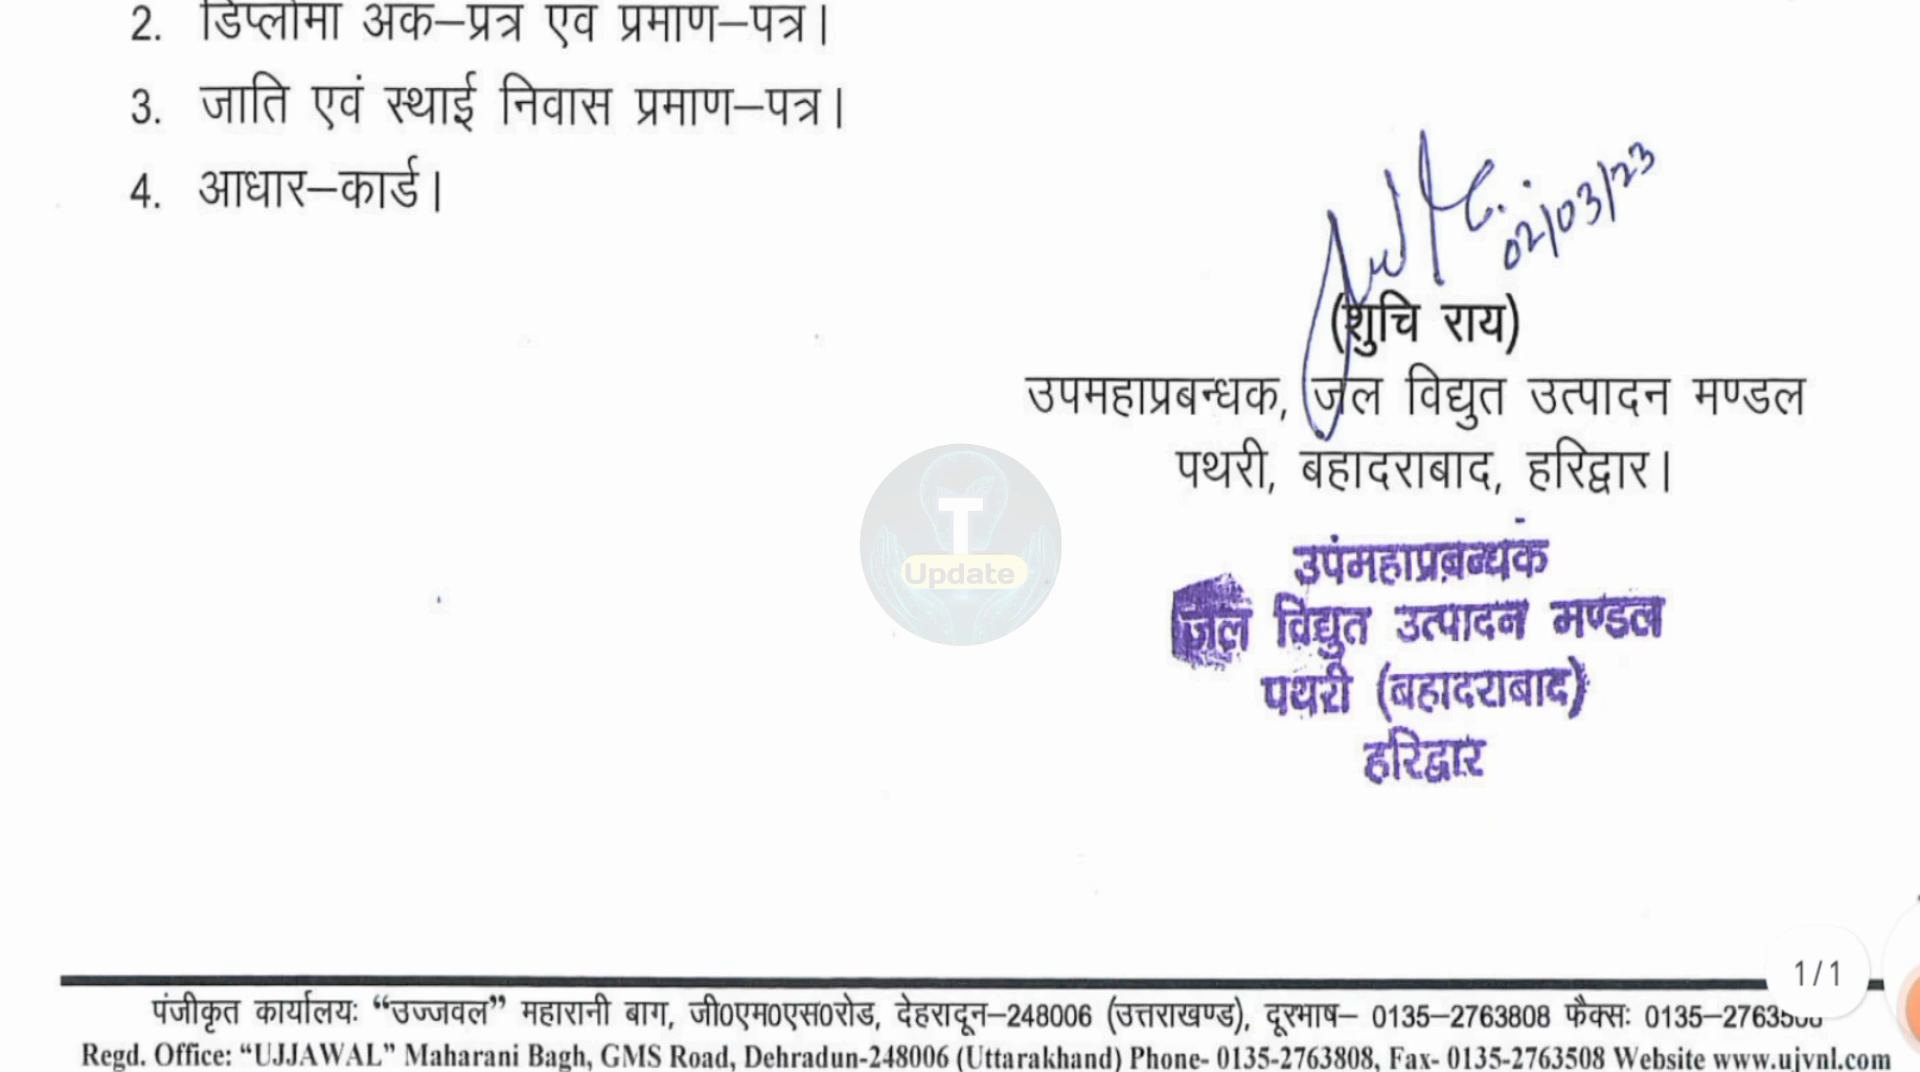 2. डिप्लोमा अंक–प्रत्र एवं प्रमाण–पत्र।
3. जाति एवं स्थाई निवास प्रमाण–पत्र।
4. आधार–कार्ड।
02/03/23
(शुचि राय)
उपमहाप्रबन्धक, जल विद्युत उत्पादन मण्डल
पथरी, बहादराबाद, हरिद्वार।
T
Update
उपमहाप्रबन्धक
जल विद्युत उत्पादन मण्डल
पथरी (बहादराबाद)
हरिद्वार
1/1
पंजीकृत कार्यालयः “उज्जवल” महारानी बाग, जी0एम0एस0रोड, देहरादून–248006 (उत्तराखण्ड), दूरभाष– 0135–2763808 फैक्सः 0135–2763508
Regd. Office: “UJJAWAL” Maharani Bagh, GMS Road, Dehradun-248006 (Uttarakhand) Phone- 0135-2763808, Fax- 0135-2763508 Website www.ujvnl.com